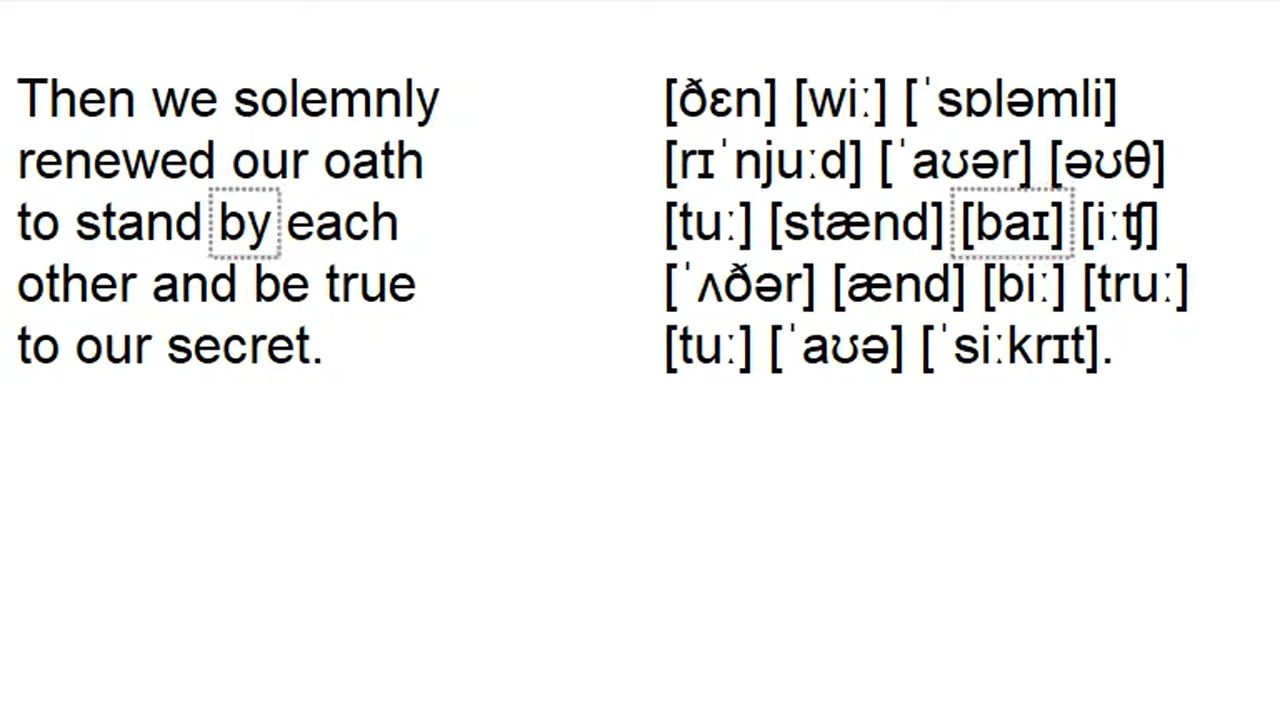 Then we solemnly
renewed our oath
to stand by each
other and be true
to our secret.
[ðɛn] [wiː] [ˈsɒləmli]
[rɪˈnjuːd] [ˈaʊər] [əʊθ]
[tuː] [stænd] [baɪ] [iːʧ]
[ˈʌðər] [ænd] [biː] [truː]
[tuː] [ˈaʊə] [ˈsiːkrɪt].